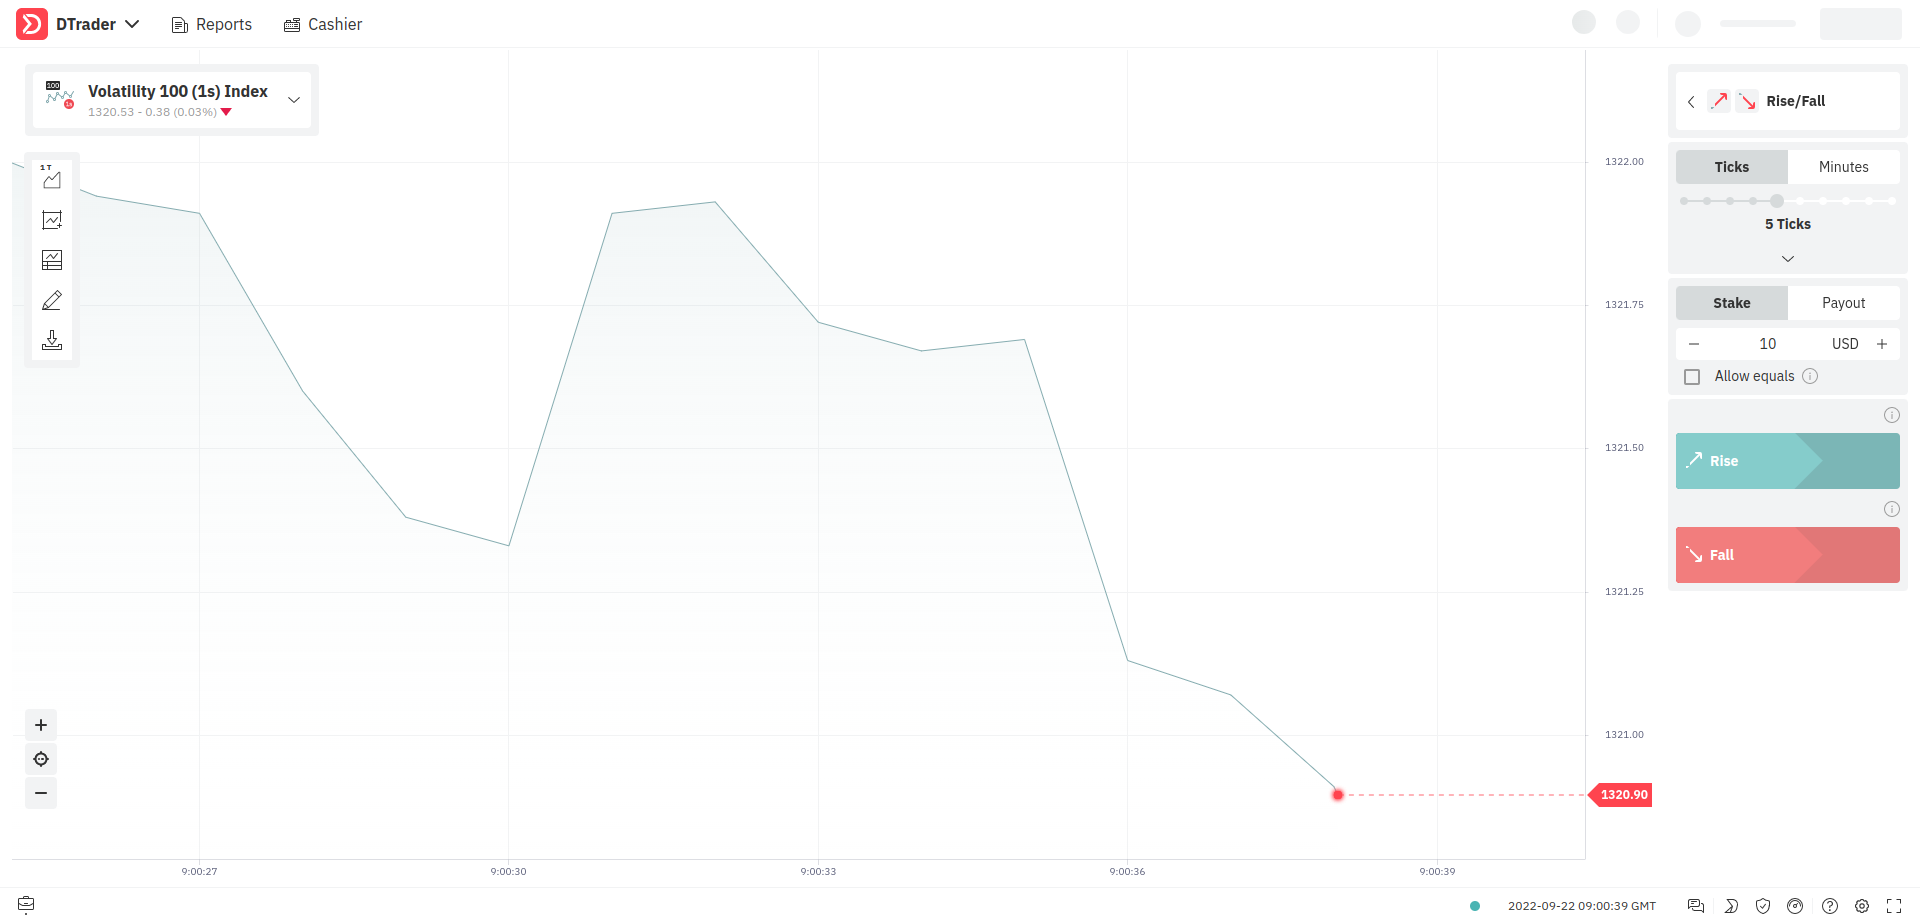 DTrader
Reports
Cashier
100
1s
Volatility 100 (1s) Index
1320.53 - 0.38 (0.03%)
1T
1322.00
1321.75
1321.50
1321.25
1321.00
1320.90
9:00:27
9:00:30
9:00:33
9:00:36
9:00:39
Rise/Fall
Ticks
Minutes
5 Ticks
Stake
Payout
10
USD
Allow equals
Rise
Fall
2022-09-22 09:00:39 GMT